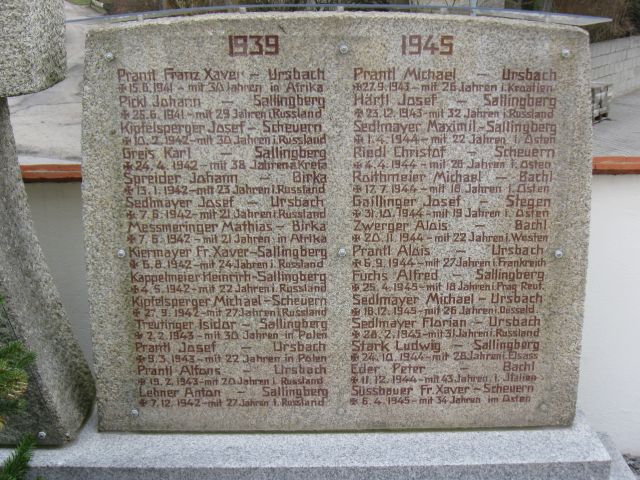 1939
Prantl Franz Xaver – Ursbach
✠15.6.1941 – mit 30 Jahren in Afrika
Pickl Johann – Sallingberg
✠25.6.1941 – mit 29 Jahren i.Russland
Kipfelsperger Josef – Scheuern
✠10.2.1942 – mit 30 Jahren i.Russland
Greis Karl – Sallingberg
✠24.4.1942 – mit 38 Jahren a.Kreta
Spreider Johann – Birka
✠13.1.1942 – mit 23 Jahren i.Russland
Sedlmayer Josef – Ursbach
✠7.6.1942 – mit 21 Jahren i.Russland
Messmeringer Mathias – Birka
✠7.6.1942 – mit 21 Jahren in Afrika
Kiermayer Fr.Xaver – Sallingberg
✠6.8.1942 – mit 24 Jahren i.Russland
Kappelmeier Heinrich – Sallingberg
✠4.5.1942 – mit 22 Jahren i.Russland
Kipfelsperger Michael – Scheuern
✠27.9.1942 – mit 27 Jahren i.Russland
Treutinger Isidor – Sallingberg
✠2.2.1943 – mit 30 Jahren in Polen
Prantl Josef – Ursbach
✠9.3.1943 – mit 22 Jahren in Polen
Prantl Alfons – Ursbach
✠19.2.1943 – mit 20 Jahren i.Russland
Lehner Anton – Sallingberg
✠7.12.1942 – mit 27 Jahren i.Russland
1945
Prantl Michael – Ursbach
✠27.9.1943 – mit 26 Jahren i.Kroatien
Härtl Josef – Sallingberg
✠23.12.1943 – mit 32 Jahren i.Russland
Sedlmayer Maximil – Sallingberg
✠1.4.1944 – mit 22 Jahren i. Osten
Riedl Christof – Scheuern
✠4.4.1944 – mit 28 Jahren i. Osten
Roithmeier Michael – Bachl
✠17.7.1944 – mit 18 Jahren i. Osten
Gaillinger Josef – Stegen
✠31.10.1944 – mit 19 Jahren i. Osten
Zwerger Alois – Bachl
✠20.11.1944 – mit 22 Jahren i.Westen
Prantl Alois – Ursbach
✠6.9.1944 – mit 27 Jahren i.Frankreich
Fuchs Alfred – Sallingberg
✠25.4.1945 – mit 18 Jahren i.Prag Reuf.
Sedlmayer Michael – Ursbach
✠18.12.1945 – mit 26 Jahren i.Düsseld
Sedlmayer Florian – Ursbach
✠28.2.1943 – mit 31 Jahren i.Russland
Stark Ludwig – Sallingberg
✠24.10.1944 – mit 28 Jahren i.Elsass
Eder Peter – Bachl
✠11.12.1944 – mit 43 Jahren i. Italien
Süssbauer Fr.Xaver – Scheuern
✠6.4.1945 – mit 34 Jahren im Osten